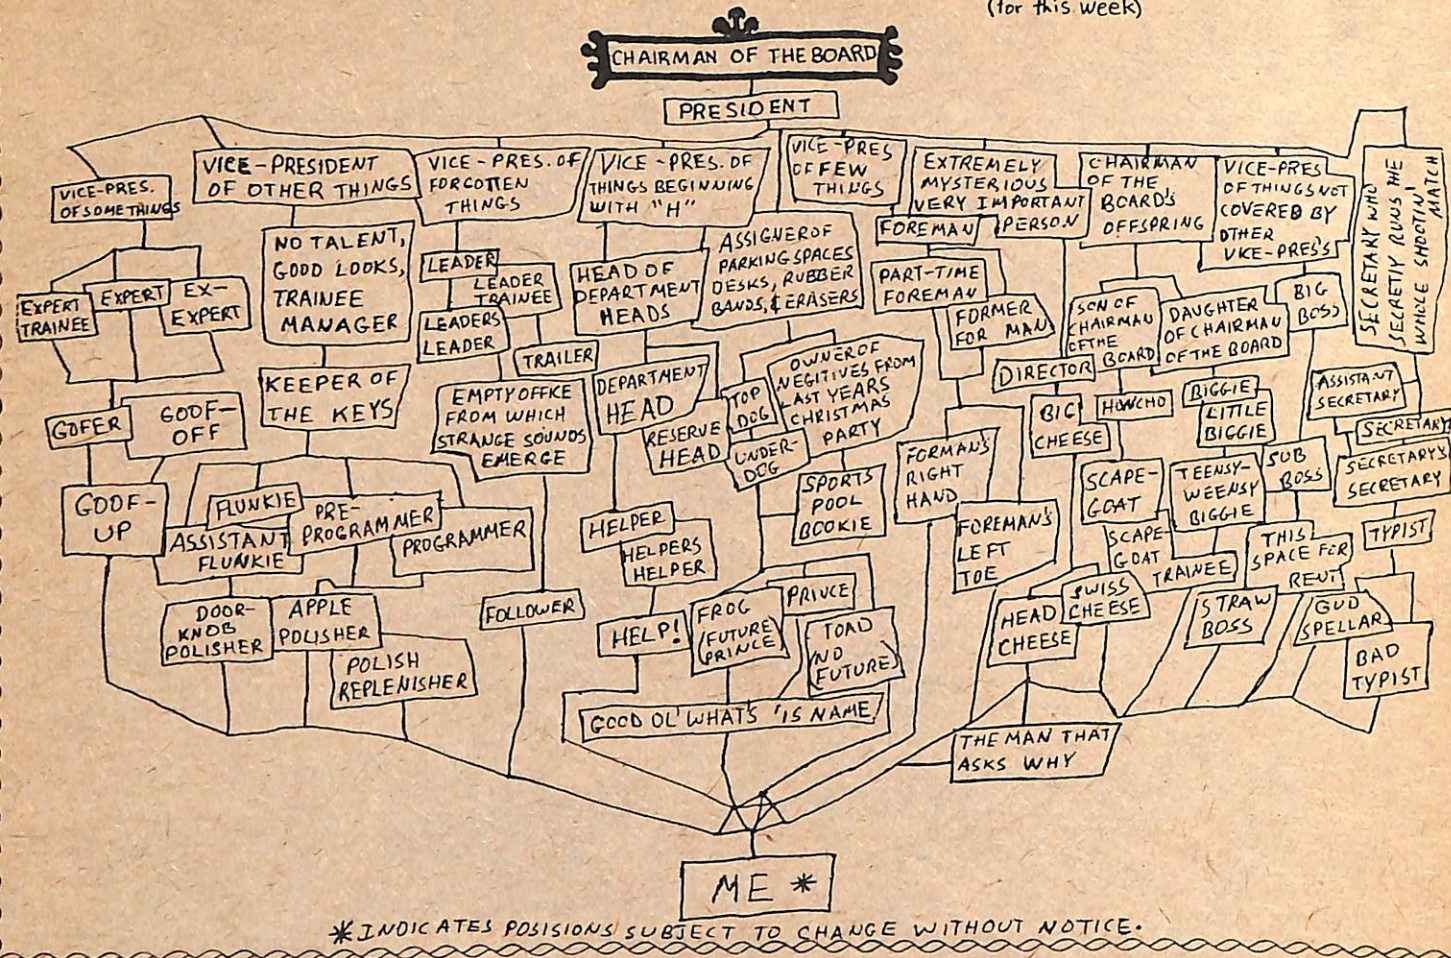 (for this week)
CHAIRMAN OF THE BOARD
PRESIDENT
VICE-PRES.
OF SOME THINGS
VICE-PRESIDENT
OF OTHER THINGS
VICE-PRES. OF
FORGOTTEN
THINGS
VICE-PRES. OF
THINGS BEGINNING
WITH "H"
VICE-PRES
OF FEW
THINGS
EXTREMELY
MYSTERIOUS
VERY IMPORTANT
PERSON
CHAIRMAN
OF THE
BOARD'S
OFFSPRING
VICE-PRES
OF THINGS NOT
COVERED BY
OTHER
VICE-PRES'S
SECRETARY WHO
SECRETLY RUNS THE
WHOLE SHOOTIN'
MATCH
EXPERT
TRAINEE
EXPERT
EX-
EXPERT
NO TALENT,
GOOD LOOKS,
TRAINEE
MANAGER
LEADER
LEADER
TRAINEE
LEADERS
LEADER
TRAILER
HEAD OF
DEPARTMENT
HEADS
ASSIGNER OF
PARKING SPACES
DESKS, RUBBER
BANDS, & ERASERS
FOREMAN
PART-TIME
FOREMAN
FORMER
FOR MAN
SON OF
CHAIRMAN
OF THE
BOARD
DAUGHTER
OF CHAIRMAN
OF THE BOARD
BIG
BOSS
GOFER
GOOF-
OFF
KEEPER OF
THE KEYS
EMPTY OFFICE
FROM WHICH
STRANGE SOUNDS
EMERGE
DEPARTMENT
HEAD
RESERVE
HEAD
TOP
DOG
UNDER-
DOG
OWNER OF
NEGITIVES FROM
LAST YEARS
CHRISTMAS
PARTY
DIRECTOR
BIG
CHEESE
HONCHO
BIGGIE
LITTLE
BIGGIE
ASSISTANT
SECRETARY
SECRETARY
SECRETARY'S
SECRETARY
GOOF-
UP
FLUNKIE
ASSISTANT
FLUNKIE
PRE-
PROGRAMMER
PROGRAMMER
HELPER
HELPERS
HELPER
SPORTS
POOL
BOOKIE
FORMAN'S
RIGHT
HAND
FOREMAN'S
LEFT
TOE
SCAPE-
GOAT
SCAPE-
GOAT
TRAINEE
TEENSY-
WEENSY
BIGGIE
SUB
BOSS
THIS
SPACE FOR
RENT
TYPIST
DOOR-
KNOB
POLISHER
APPLE
POLISHER
POLISH
REPLENISHER
FOLLOWER
HELP!
FROG
(FUTURE
PRINCE)
PRINCE
TOAD
(NO
FUTURE)
HEAD
CHEESE
SWISS
CHEESE
STRAW
BOSS
GUD
SPELLAR
BAD
TYPIST
GOOD OL' WHAT'S 'IS NAME
THE MAN THAT
ASKS WHY
ME *
*INDICATES POSISIONS SUBJECT TO CHANGE WITHOUT NOTICE.